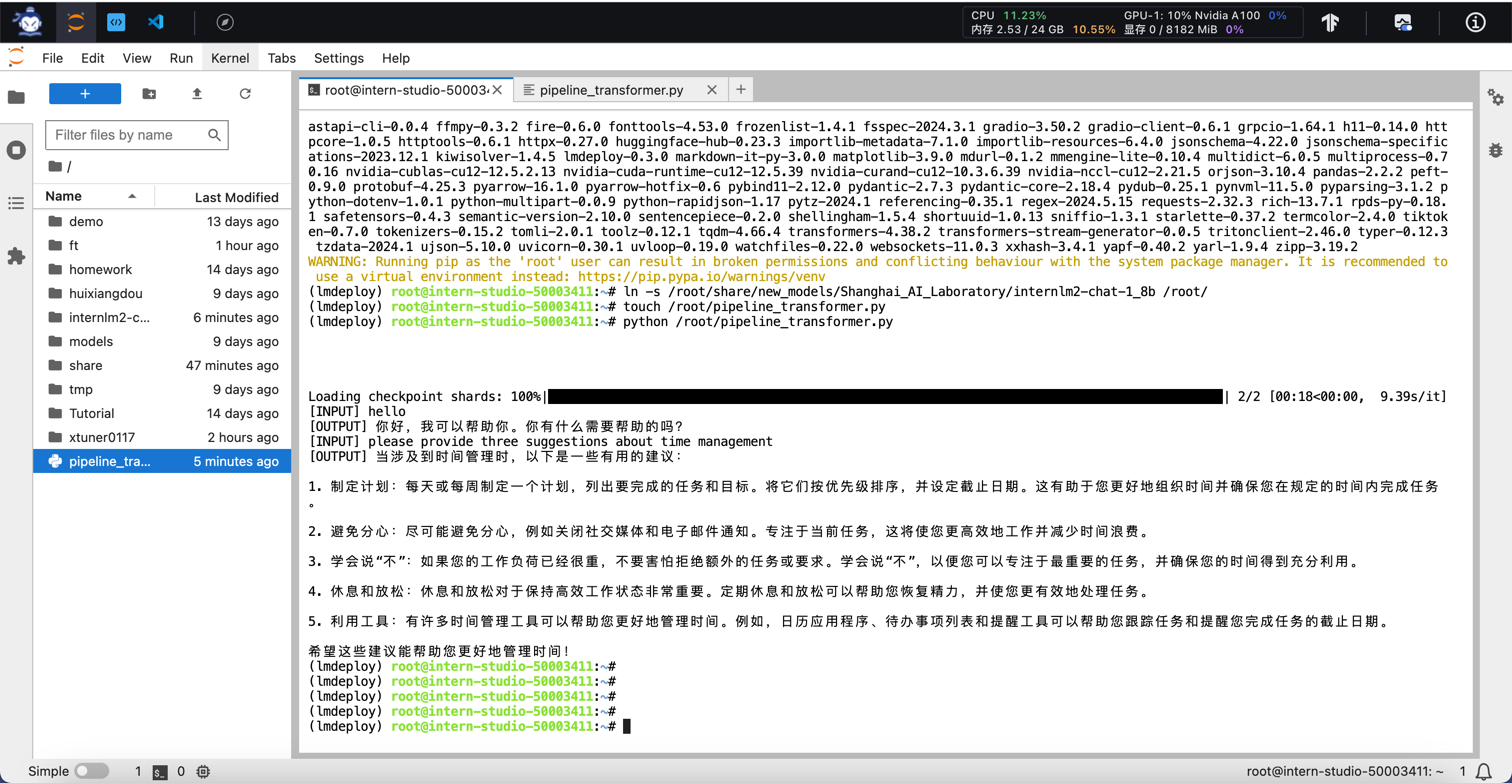 CPU 11.23%
GPU-1: 10% Nvidia A100 0%
内存 2.53 / 24 GB 10.55%
显存 0 / 8182 MiB 0%
File Edit View Run Kernel Tabs Settings Help
root@intern-studio-50003
pipeline_transformer.py
Filter files by name
/
Name Last Modified
demo 13 days ago
ft 1 hour ago
homework 14 days ago
huixiangdou 9 days ago
internlm2-c... 6 minutes ago
models 9 days ago
share 47 minutes ago
tmp 9 days ago
Tutorial 14 days ago
xtuner0117 2 hours ago
pipeline_tra... 5 minutes ago
astapi-cli-0.0.4 ffmpy-0.3.2 fire-0.6.0 fonttools-4.53.0 frozenlist-1.4.1 fsspec-2024.3.1 gradio-3.50.2 gradio-client-0.6.1 grpcio-1.64.1 h11-0.14.0 htt
pcore-1.0.5 httptools-0.6.1 httpx-0.27.0 huggingface-hub-0.23.3 importlib-metadata-7.1.0 importlib-resources-6.4.0 jsonschema-4.22.0 jsonschema-specific
ations-2023.12.1 kiwisolver-1.4.5 lmdeploy-0.3.0 markdown-it-py-3.0.0 matplotlib-3.9.0 mdurl-0.1.2 mmengine-lite-0.10.4 multidict-6.0.5 multiprocess-0.7
0.16 nvidia-cublas-cu12-12.5.2.13 nvidia-cuda-runtime-cu12-12.5.39 nvidia-curand-cu12-10.3.6.39 nvidia-nccl-cu12-2.21.5 orjson-3.10.4 pandas-2.2.2 peft-
0.9.0 protobuf-4.25.3 pyarrow-16.1.0 pyarrow-hotfix-0.6 pybind11-2.12.0 pydantic-2.7.3 pydantic-core-2.18.4 pydub-0.25.1 pynvml-11.5.0 pyparsing-3.1.2 p
ython-dotenv-1.0.1 python-multipart-0.0.9 python-rapidjson-1.17 pytz-2024.1 referencing-0.35.1 regex-2024.5.15 requests-2.32.3 rich-13.7.1 rpds-py-0.18.
1 safetensors-0.4.3 semantic-version-2.10.0 sentencepiece-0.2.0 shellingham-1.5.4 shortuuid-1.0.13 sniffio-1.3.1 starlette-0.37.2 termcolor-2.4.0 tiktok
en-0.7.0 tokenizers-0.15.2 tomli-2.0.1 toolz-0.12.1 tqdm-4.66.4 transformers-4.38.2 transformers-stream-generator-0.0.5 tritonclient-2.46.0 typer-0.12.3
tzdata-2024.1 ujson-5.10.0 uvicorn-0.30.1 uvloop-0.19.0 watchfiles-0.22.0 websockets-11.0.3 xxhash-3.4.1 yapf-0.40.2 yarl-1.9.4 zipp-3.19.2
WARNING: Running pip as the 'root' user can result in broken permissions and conflicting behaviour with the system package manager. It is recommended to
use a virtual environment instead: https://pip.pypa.io/warnings/venv
(lmdeploy) root@intern-studio-50003411:~# ln -s /root/share/new_models/Shanghai_AI_Laboratory/internlm2-chat-1_8b /root/
(lmdeploy) root@intern-studio-50003411:~# touch /root/pipeline_transformer.py
(lmdeploy) root@intern-studio-50003411:~# python /root/pipeline_transformer.py
Loading checkpoint shards: 100%| | 2/2 [00:18<00:00, 9.39s/it]
[INPUT] hello
[OUTPUT] 你好，我可以帮助你。你有什么需要帮助的吗?
[INPUT] please provide three suggestions about time management
[OUTPUT] 当涉及到时间管理时，以下是一些有用的建议：
1. 制定计划：每天或每周制定一个计划，列出要完成的任务和目标。将它们按优先级排序，并设定截止日期。这有助于您更好地组织时间并确保您在规定的时间内完成任务
。
2. 避免分心：尽可能避免分心，例如关闭社交媒体和电子邮件通知。专注于当前任务，这将使您更高效地工作并减少时间浪费。
3. 学会说“不”：如果您的工作负荷已经很重，不要害怕拒绝额外的任务或要求。学会说“不”，以便您可以专注于最重要的任务，并确保您的时间得到充分利用。
4. 休息和放松：休息和放松对于保持高效工作状态非常重要。定期休息和放松可以帮助您恢复精力，并使您更有效地处理任务。
5. 利用工具：有许多时间管理工具可以帮助您更好地管理时间。例如，日历应用程序、待办事项列表和提醒工具可以帮助您跟踪任务和提醒您完成任务的截止日期。
希望这些建议能帮助您更好地管理时间！
(lmdeploy) root@intern-studio-50003411:~#
(lmdeploy) root@intern-studio-50003411:~#
(lmdeploy) root@intern-studio-50003411:~#
(lmdeploy) root@intern-studio-50003411:~#
(lmdeploy) root@intern-studio-50003411:~#
Simple 1 0
root@intern-studio-50003411: ~ 1